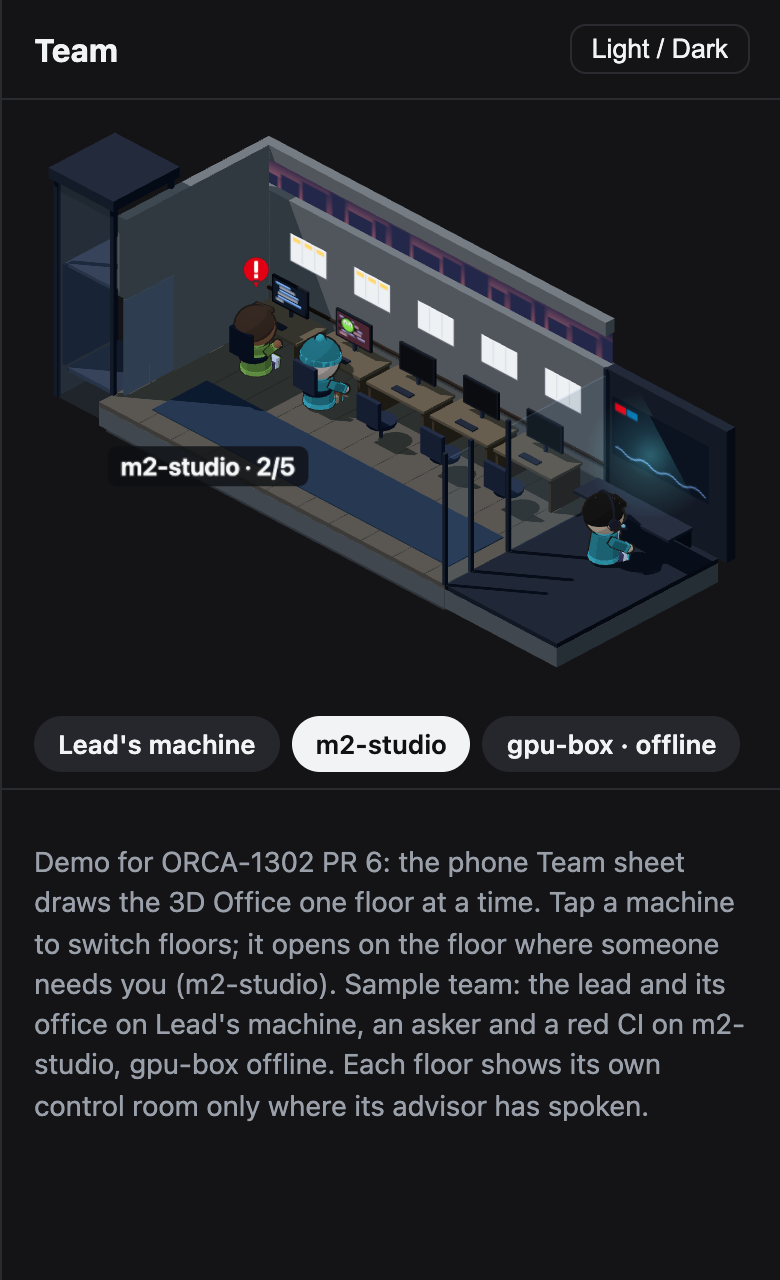 Team
Light / Dark
!
m2-studio · 2/5
Lead's machine
m2-studio
gpu-box · offline
Demo for ORCA-1302 PR 6: the phone Team sheet
draws the 3D Office one floor at a time. Tap a machine
to switch floors; it opens on the floor where someone
needs you (m2-studio). Sample team: the lead and its
office on Lead's machine, an asker and a red CI on m2-
studio, gpu-box offline. Each floor shows its own
control room only where its advisor has spoken.